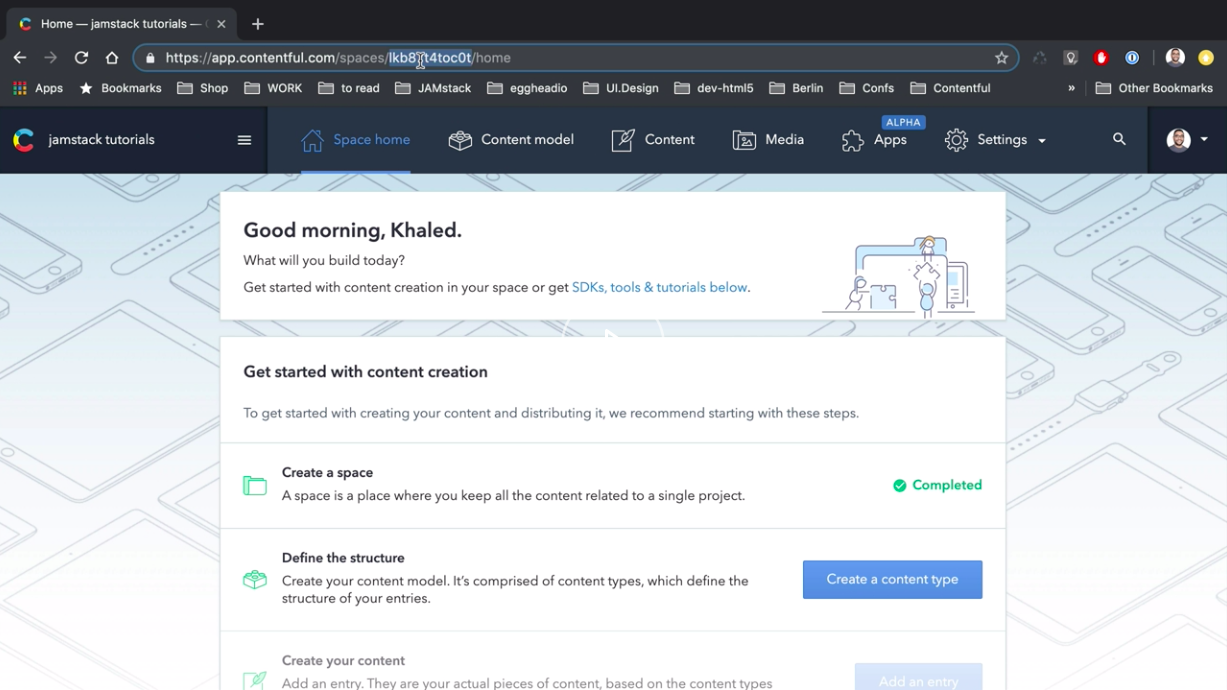 Home — jamstack tutorials —
https://app.contentful.com/spaces/ /home
Apps Bookmarks Shop WORK to read JAMstack egghead­io UI.Design dev-html5 Berlin Confs Contentful » Other Bookmarks
ALPHA
jamstack tutorials Space home Content model Content Media Apps Settings
Good morning, Khaled.
What will you build today?
Get started with content creation in your space or get SDKs, tools & tutorials below.
Get started with content creation
To get started with creating your content and distributing it, we recommend starting with these steps.
Create a space
A space is a place where you keep all the content related to a single project.
Completed
Define the structure
Create your content model. It's comprised of content types, which define the
structure of your entries.
Create a content type
Create your content
Add an entry. They are your actual pieces of content, based on the content types
Add an entry